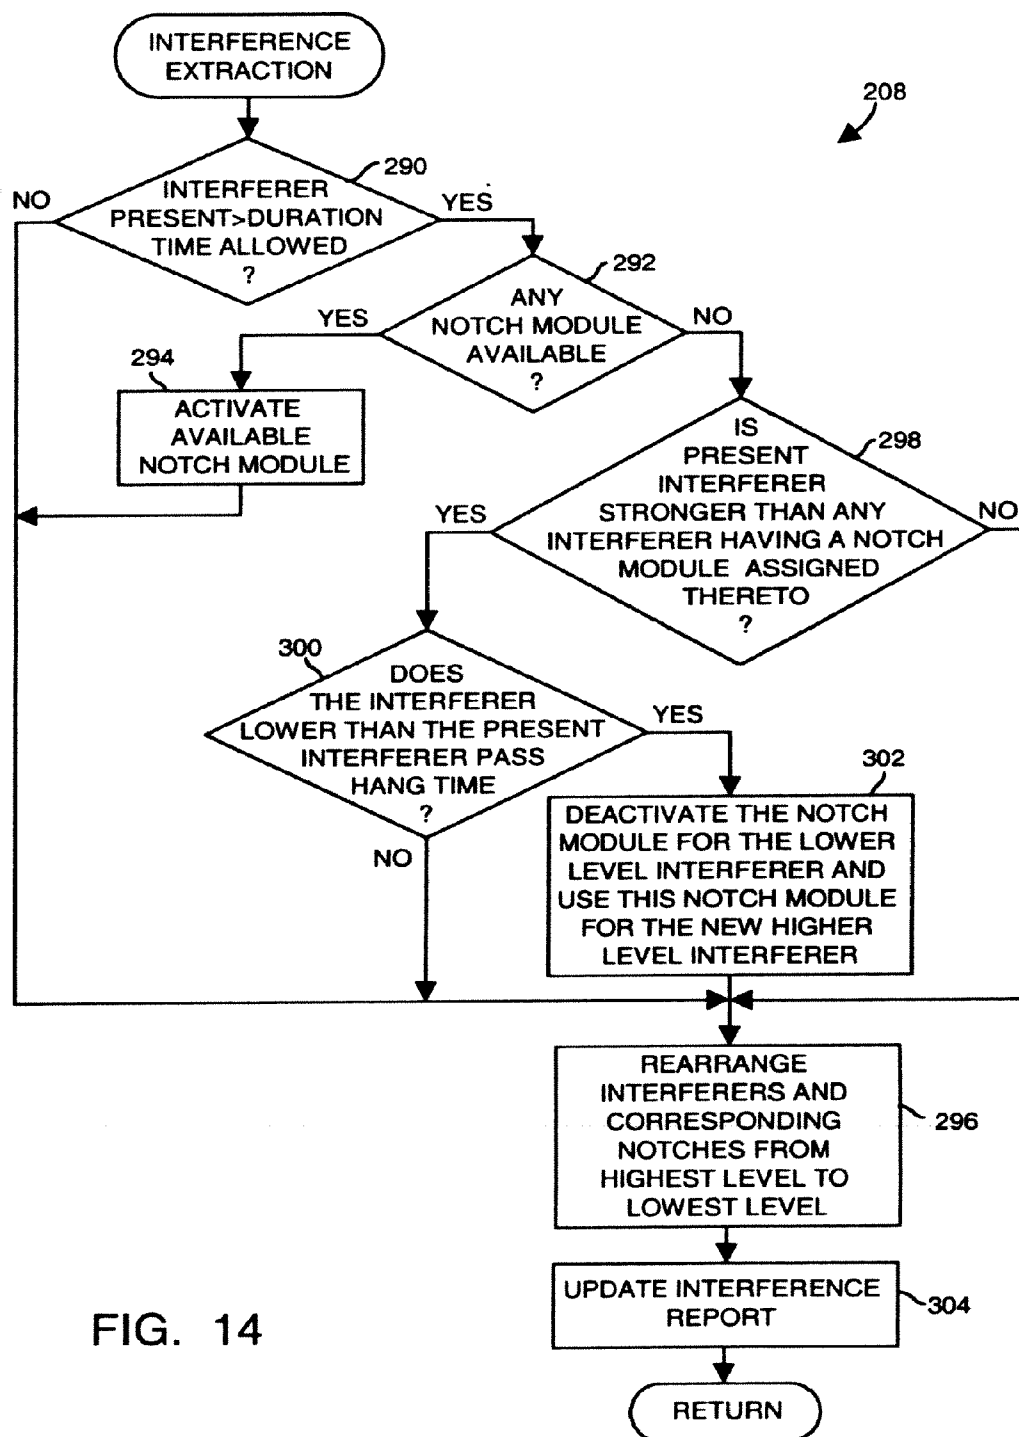 INTERFERENCE
EXTRACTION
208
290
NO
INTERFERER
PRESENT>DURATION
TIME ALLOWED
?
YES
292
ANY
NOTCH MODULE
AVAILABLE
?
YES
NO
294
ACTIVATE
AVAILABLE
NOTCH MODULE
298
IS
PRESENT
INTERFERER
STRONGER THAN ANY
INTERFERER HAVING A NOTCH
MODULE ASSIGNED
THERETO
?
YES
NO
300
DOES
THE INTERFERER
LOWER THAN THE PRESENT
INTERFERER PASS
HANG TIME
?
YES
NO
302
DEACTIVATE THE NOTCH
MODULE FOR THE LOWER
LEVEL INTERFERER AND
USE THIS NOTCH MODULE
FOR THE NEW HIGHER
LEVEL INTERFERER
REARRANGE
INTERFERERS AND
CORRESPONDING
NOTCHES FROM
HIGHEST LEVEL TO
LOWEST LEVEL
296
UPDATE INTERFERENCE
REPORT
304
RETURN
FIG. 14